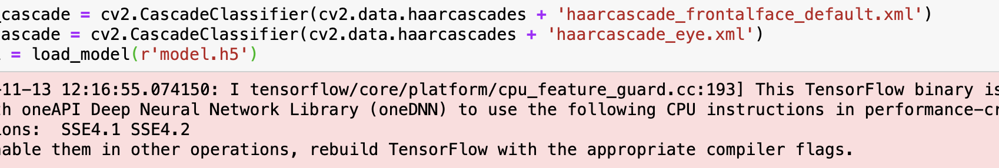 cascade = cv2.CascadeClassifier(cv2.data.haarcascades + 'haarcascade_frontalface_default.xml')
ascade = cv2.CascadeClassifier(cv2.data.haarcascades + 'haarcascade_eye.xml')
= load_model(r'model.h5')
-11-13 12:16:55.074150: I tensorflow/core/platform/cpu_feature_guard.cc:193] This TensorFlow binary is
h oneAPI Deep Neural Network Library (oneDNN) to use the following CPU instructions in performance-cr
ons:  SSE4.1 SSE4.2
able them in other operations, rebuild TensorFlow with the appropriate compiler flags.